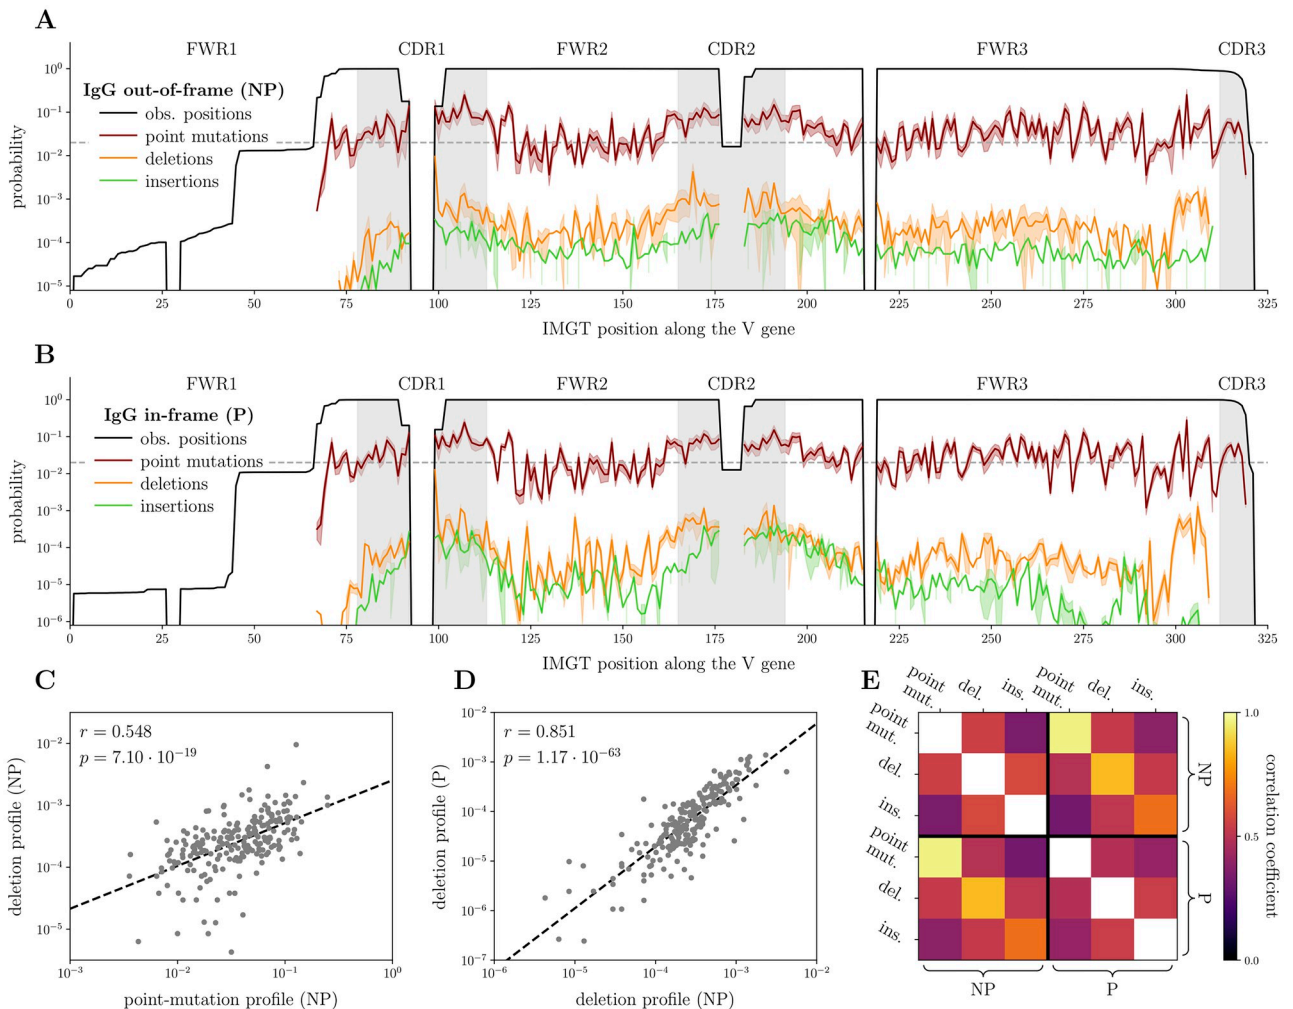 A
FWR1 CDR1 FWR2 CDR2 FWR3 CDR3
IgG out-of-frame (NP)
obs. positions
point mutations
deletions
insertions
probability
10⁰
10⁻¹
10⁻²
10⁻³
10⁻⁴
10⁻⁵
0 25 50 75 100 125 150 175 200 225 250 275 300 325
IMGT position along the V gene
B
FWR1 CDR1 FWR2 CDR2 FWR3 CDR3
IgG in-frame (P)
obs. positions
point mutations
deletions
insertions
probability
10⁰
10⁻¹
10⁻²
10⁻³
10⁻⁴
10⁻⁵
10⁻⁶
0 25 50 75 100 125 150 175 200 225 250 275 300 325
IMGT position along the V gene
C
r = 0.548
p = 7.10 · 10⁻¹⁹
deletion profile (NP)
10⁻²
10⁻³
10⁻⁴
10⁻⁵
10⁻³ 10⁻² 10⁻¹ 10⁰
point-mutation profile (NP)
D
r = 0.851
p = 1.17 · 10⁻⁶³
deletion profile (P)
10⁻²
10⁻³
10⁻⁴
10⁻⁵
10⁻⁶
10⁻⁷
10⁻⁶ 10⁻⁵ 10⁻⁴ 10⁻³ 10⁻²
deletion profile (NP)
E
point
mut.
del.
ins.
point
mut.
del.
ins.
point
mut.
del.
ins.
point
mut.
del.
ins.
NP
P
NP P
1.0
0.5
0.0
correlation coefficient